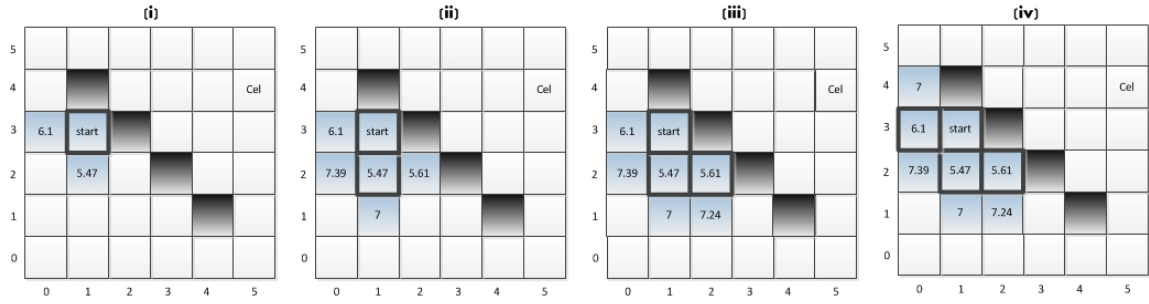 (i) (ii) (iii) (iv)
5 5 5 5
4 Cel 4 Cel 4 Cel 4 7 Cel
3 6.1 start 3 6.1 start 3 6.1 start 3 6.1 start
2 5.47 2 7.39 5.47 5.61 2 7.39 5.47 5.61 2 7.39 5.47 5.61
1 1 7 1 7 7.24 1 7 7.24
0 0 0 0
0 1 2 3 4 5 0 1 2 3 4 5 0 1 2 3 4 5 0 1 2 3 4 5